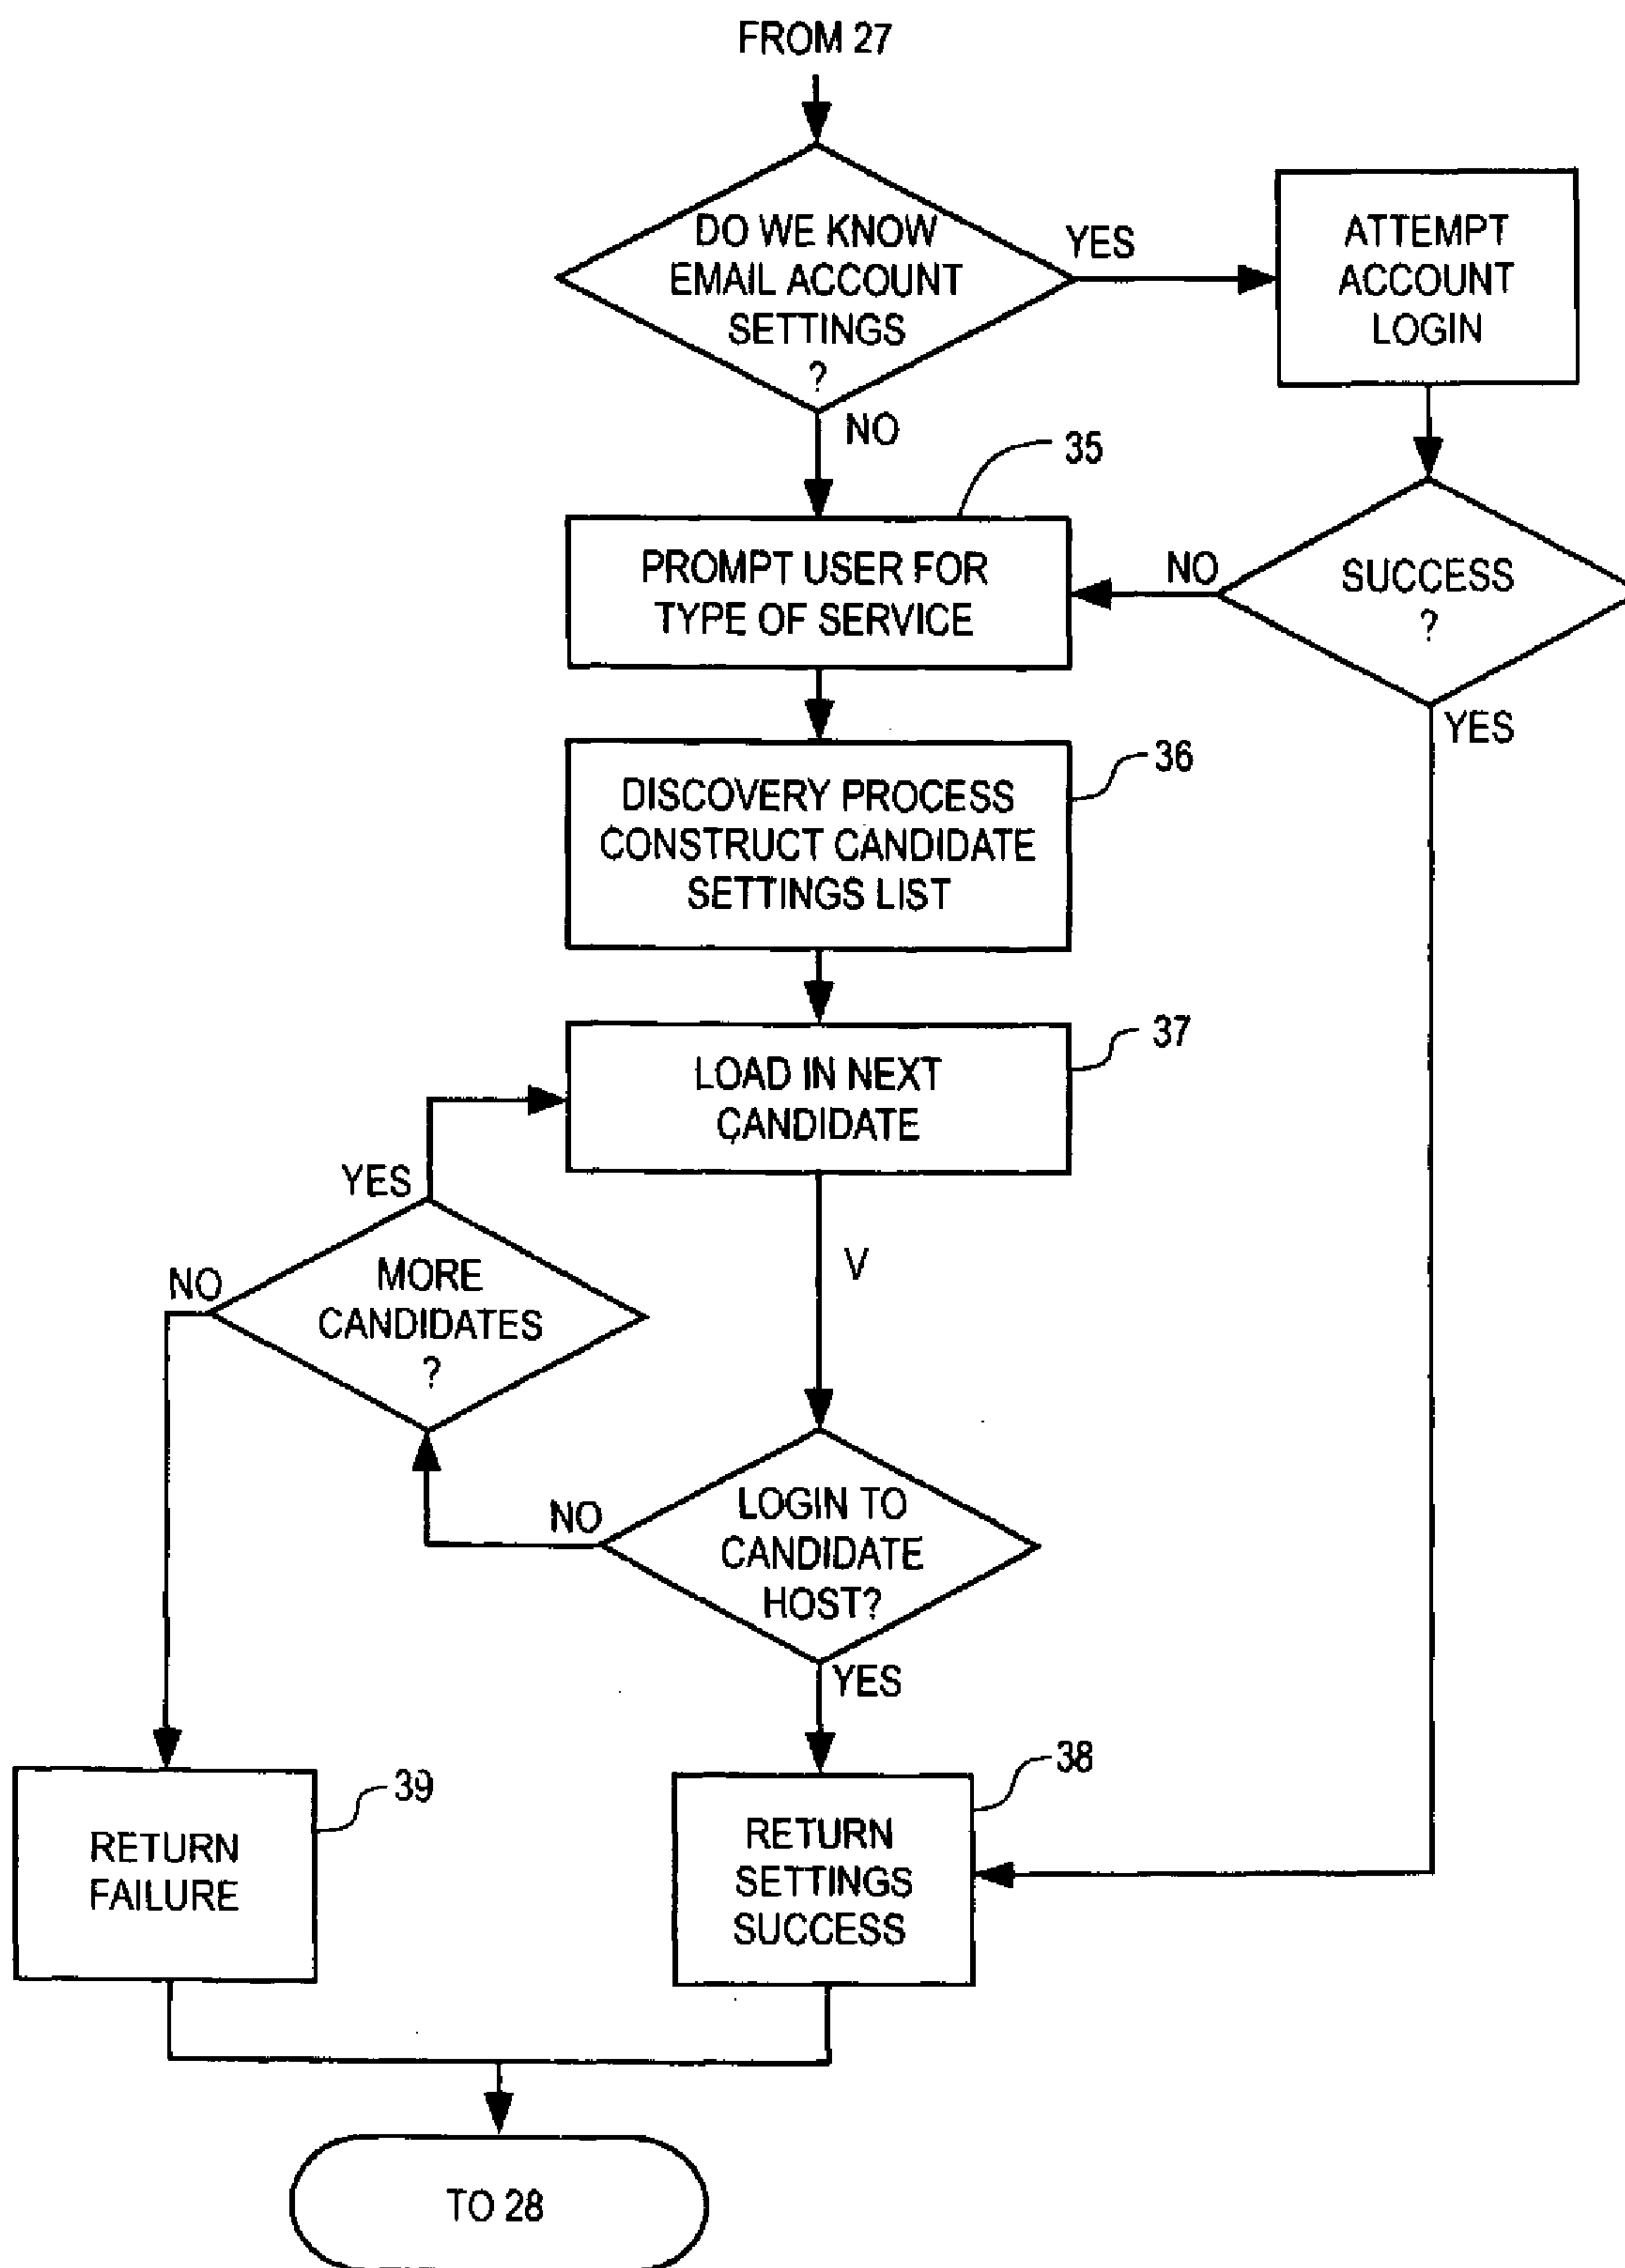 FROM 27
DO WE KNOW
EMAIL ACCOUNT
SETTINGS
?
YES
ATTEMPT
ACCOUNT
LOGIN
NO
35
PROMPT USER FOR
TYPE OF SERVICE
NO
SUCCESS
?
YES
36
DISCOVERY PROCESS
CONSTRUCT CANDIDATE
SETTINGS LIST
37
LOAD IN NEXT
CANDIDATE
YES
V
NO
MORE
CANDIDATES
?
NO
LOGIN TO
CANDIDATE
HOST?
YES
39
RETURN
FAILURE
38
RETURN
SETTINGS
SUCCESS
TO 28